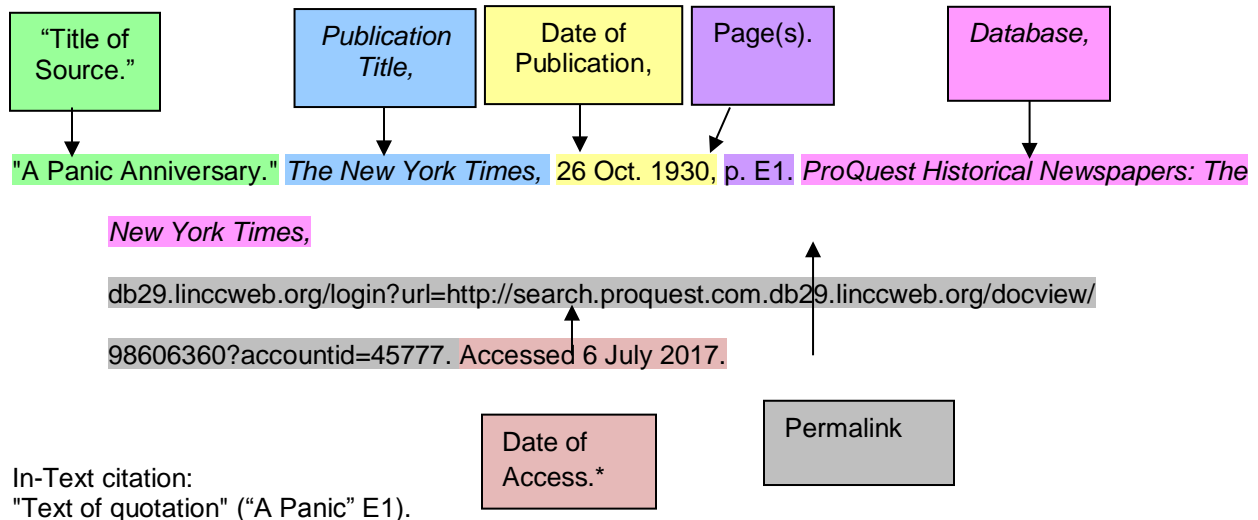 “Title of
Source.”
Publication
Title,
Date of
Publication,
Page(s).
Database,
"A Panic Anniversary." The New York Times, 26 Oct. 1930, p. E1. ProQuest Historical Newspapers: The
New York Times,
db29.linccweb.org/login?url=http://search.proquest.com.db29.linccweb.org/docview/
98606360?accountid=45777. Accessed 6 July 2017.
Date of
Access.*
Permalink
In-Text citation:
"Text of quotation" (“A Panic” E1).